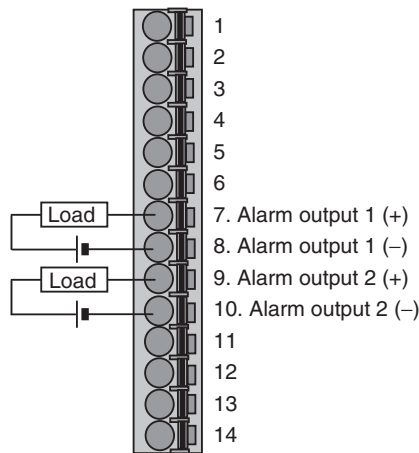 1
2
3
4
5
6
Load
7. Alarm output 1 (+)
8. Alarm output 1 (−)
Load
9. Alarm output 2 (+)
10. Alarm output 2 (−)
11
12
13
14